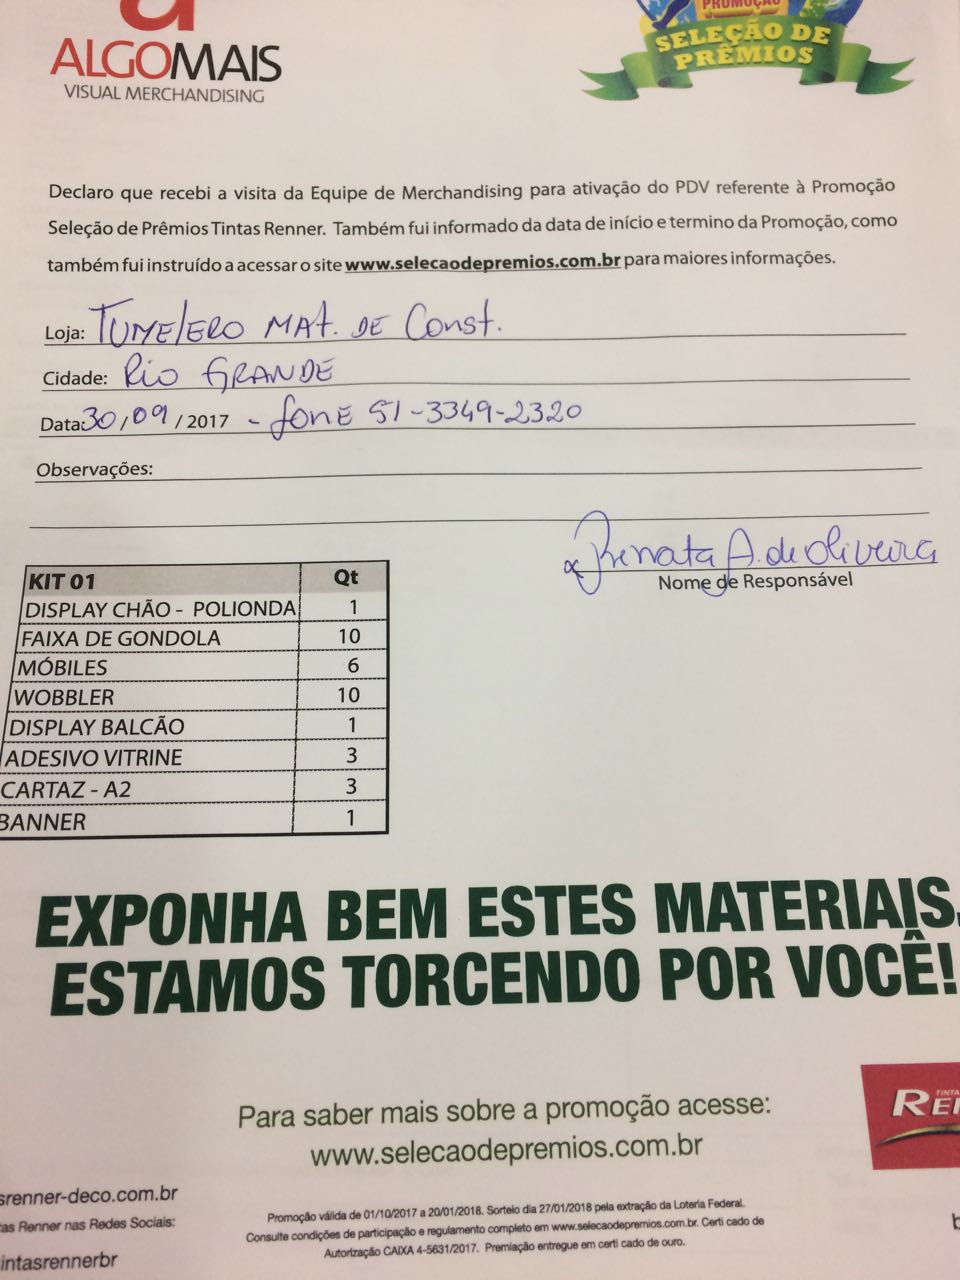 a
ALGOMAIS
VISUAL MERCHANDISING
PROMOÇÃO
SELEÇÃO DE
PRÊMIOS
Declaro que recebi a visita da Equipe de Merchandising para ativação do PDV referente à Promoção
Seleção de Prêmios Tintas Renner. Também fui informado da data de início e termino da Promoção, como
também fui instruído a acessar o site www.selecaodepremios.com.br para maiores informações.
Loja: TUMELERO MAT. DE Const.
Cidade: RIO GRANDE
Data: 30/09/2017 - fone 51-3349-2320
Observações:
Renata A. de Oliveira
Nome de Responsável
KIT 01 Qt
DISPLAY CHÃO - POLIONDA 1
FAIXA DE GONDOLA 10
MÓBILES 6
WOBBLER 10
DISPLAY BALCÃO 1
ADESIVO VITRINE 3
CARTAZ - A2 3
BANNER 1
EXPONHA BEM ESTES MATERIAIS,
ESTAMOS TORCENDO POR VOCÊ!
Para saber mais sobre a promoção acesse:
www.selecaodepremios.com.br
TINTA
RE
srenner-deco.com.br
as Renner nas Redes Sociais:
intasrennerbr
Promoção válida de 01/10/2017 a 20/01/2018. Sorteio dia 27/01/2018 pela extração da Loteria Federal.
Consulte condições de participação e regulamento completo em www.selecaodepremios.com.br. Certi cado de
Autorização CAIXA 4-5631/2017. Premiação entregue em certi cado de ouro.